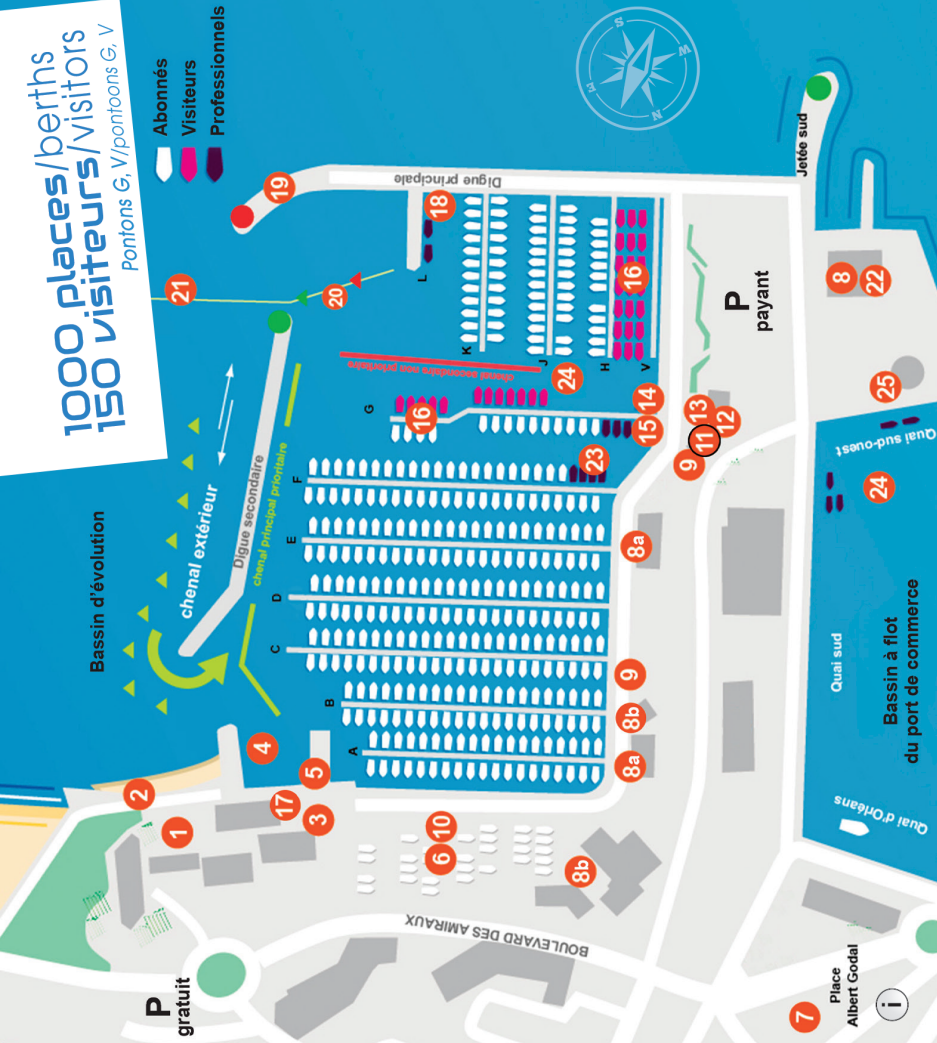 1000 places/berths
150 visiteurs/visitors
Pontons G, V/pontoons G, V
Abonnés
Visiteurs
Professionnels
S
E
W
N
Bassin d'évolution
chenal extérieur
Digue secondaire
chenal principal prioritaire
chenal secondaire non prioritaire
Digue principale
Jetée sud
21
19
20
18
L
K
J
H
V
16
G
16
24
14
15
23
F
E
D
C
B
A
13
11
12
9
8a
9
8b
8a
P
payant
8
22
25
Quai sud-ouest
24
Quai sud
Bassin à flot
du port de commerce
Quai d'Orléans
2
1
4
5
17
3
10
6
8b
BOULEVARD DES AMIRAUX
P
gratuit
7
Place
Albert Godal
i